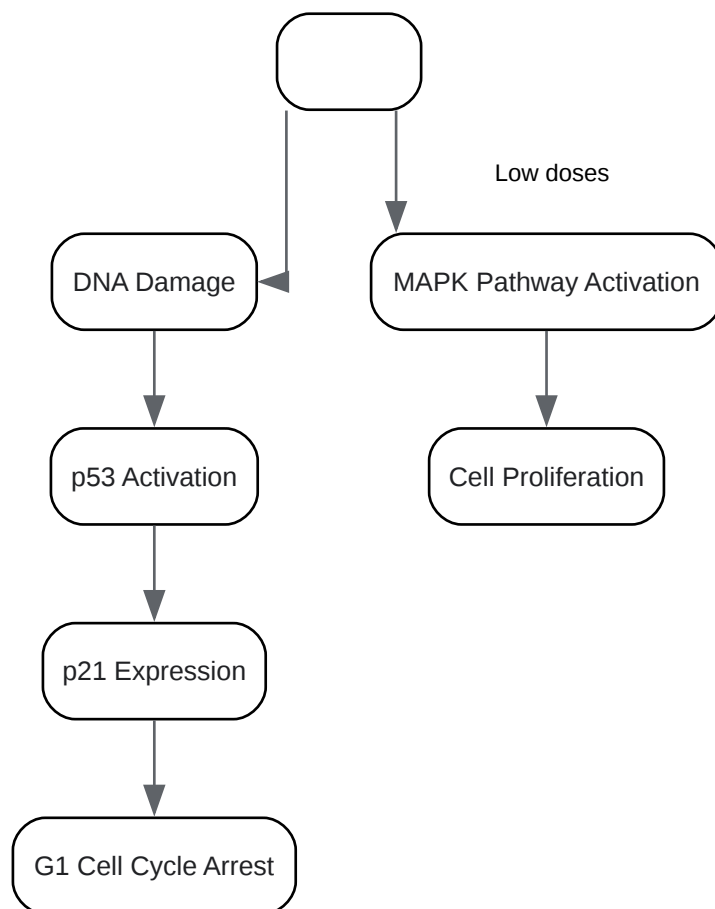 Low doses
DNA Damage
MAPK Pathway Activation
p53 Activation
Cell Proliferation
p21 Expression
G1 Cell Cycle Arrest